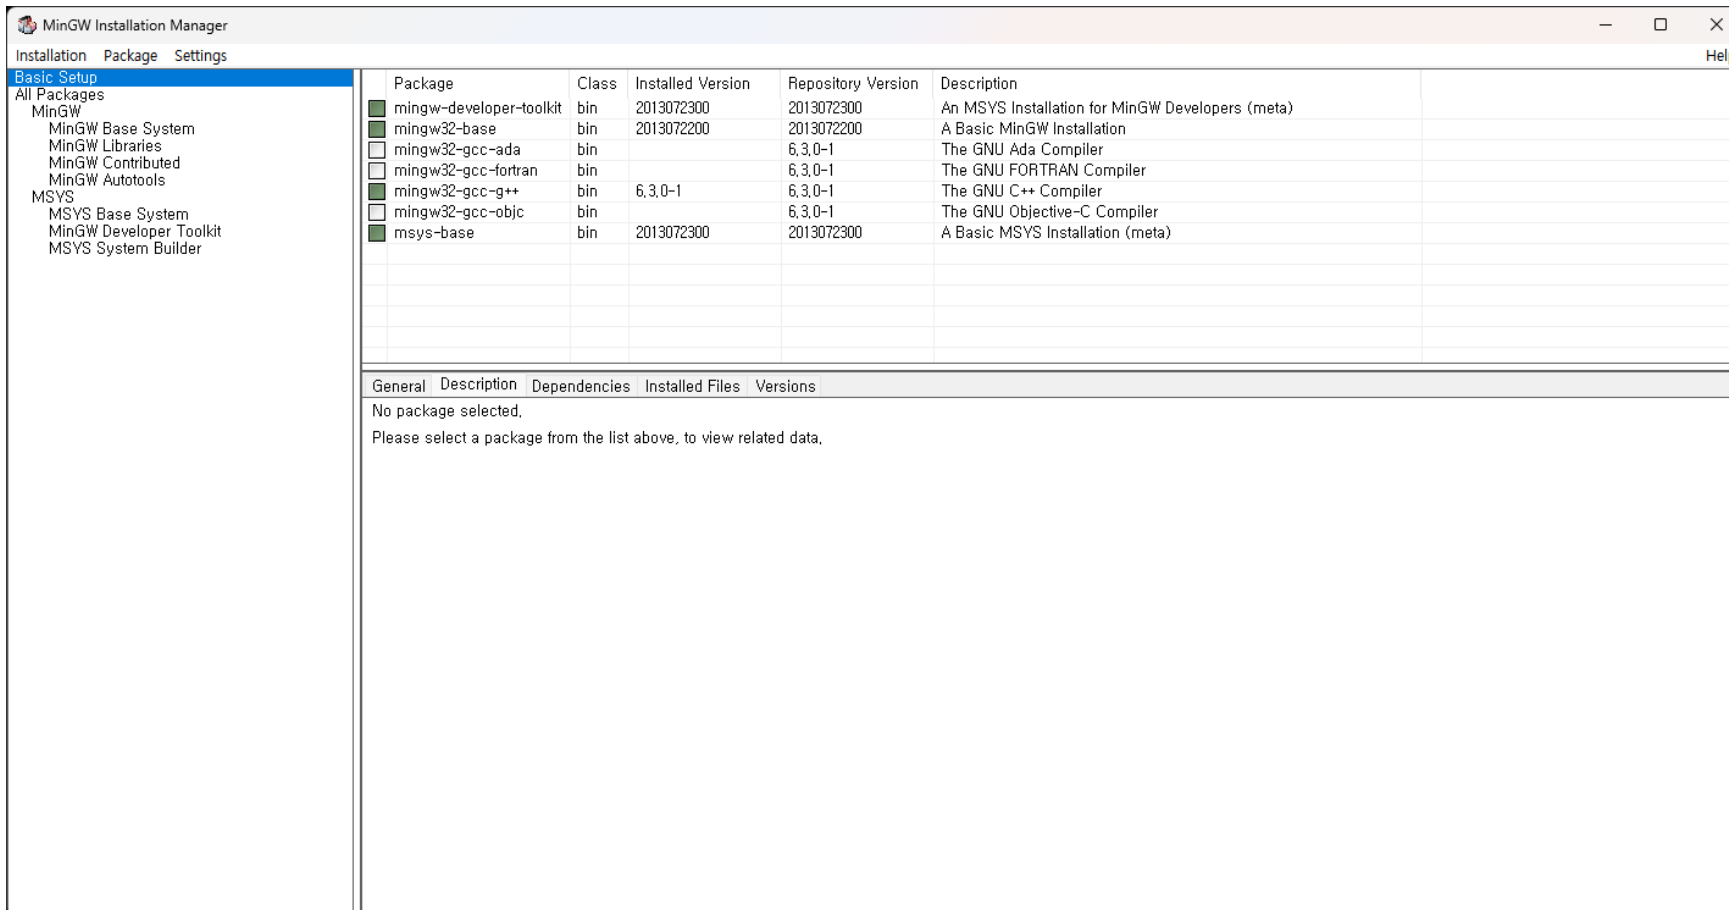 MinGW Installation Manager
Installation Package Settings Hel
Basic Setup
All Packages
MinGW
MinGW Base System
MinGW Libraries
MinGW Contributed
MinGW Autotools
MSYS
MSYS Base System
MinGW Developer Toolkit
MSYS System Builder
Package Class Installed Version Repository Version Description
mingw-developer-toolkit bin 2013072300 2013072300 An MSYS Installation for MinGW Developers (meta)
mingw32-base bin 2013072200 2013072200 A Basic MinGW Installation
mingw32-gcc-ada bin 6.3.0-1 The GNU Ada Compiler
mingw32-gcc-fortran bin 6.3.0-1 The GNU FORTRAN Compiler
mingw32-gcc-g++ bin 6.3.0-1 6.3.0-1 The GNU C++ Compiler
mingw32-gcc-objc bin 6.3.0-1 The GNU Objective-C Compiler
msys-base bin 2013072300 2013072300 A Basic MSYS Installation (meta)
General Description Dependencies Installed Files Versions
No package selected.
Please select a package from the list above, to view related data.